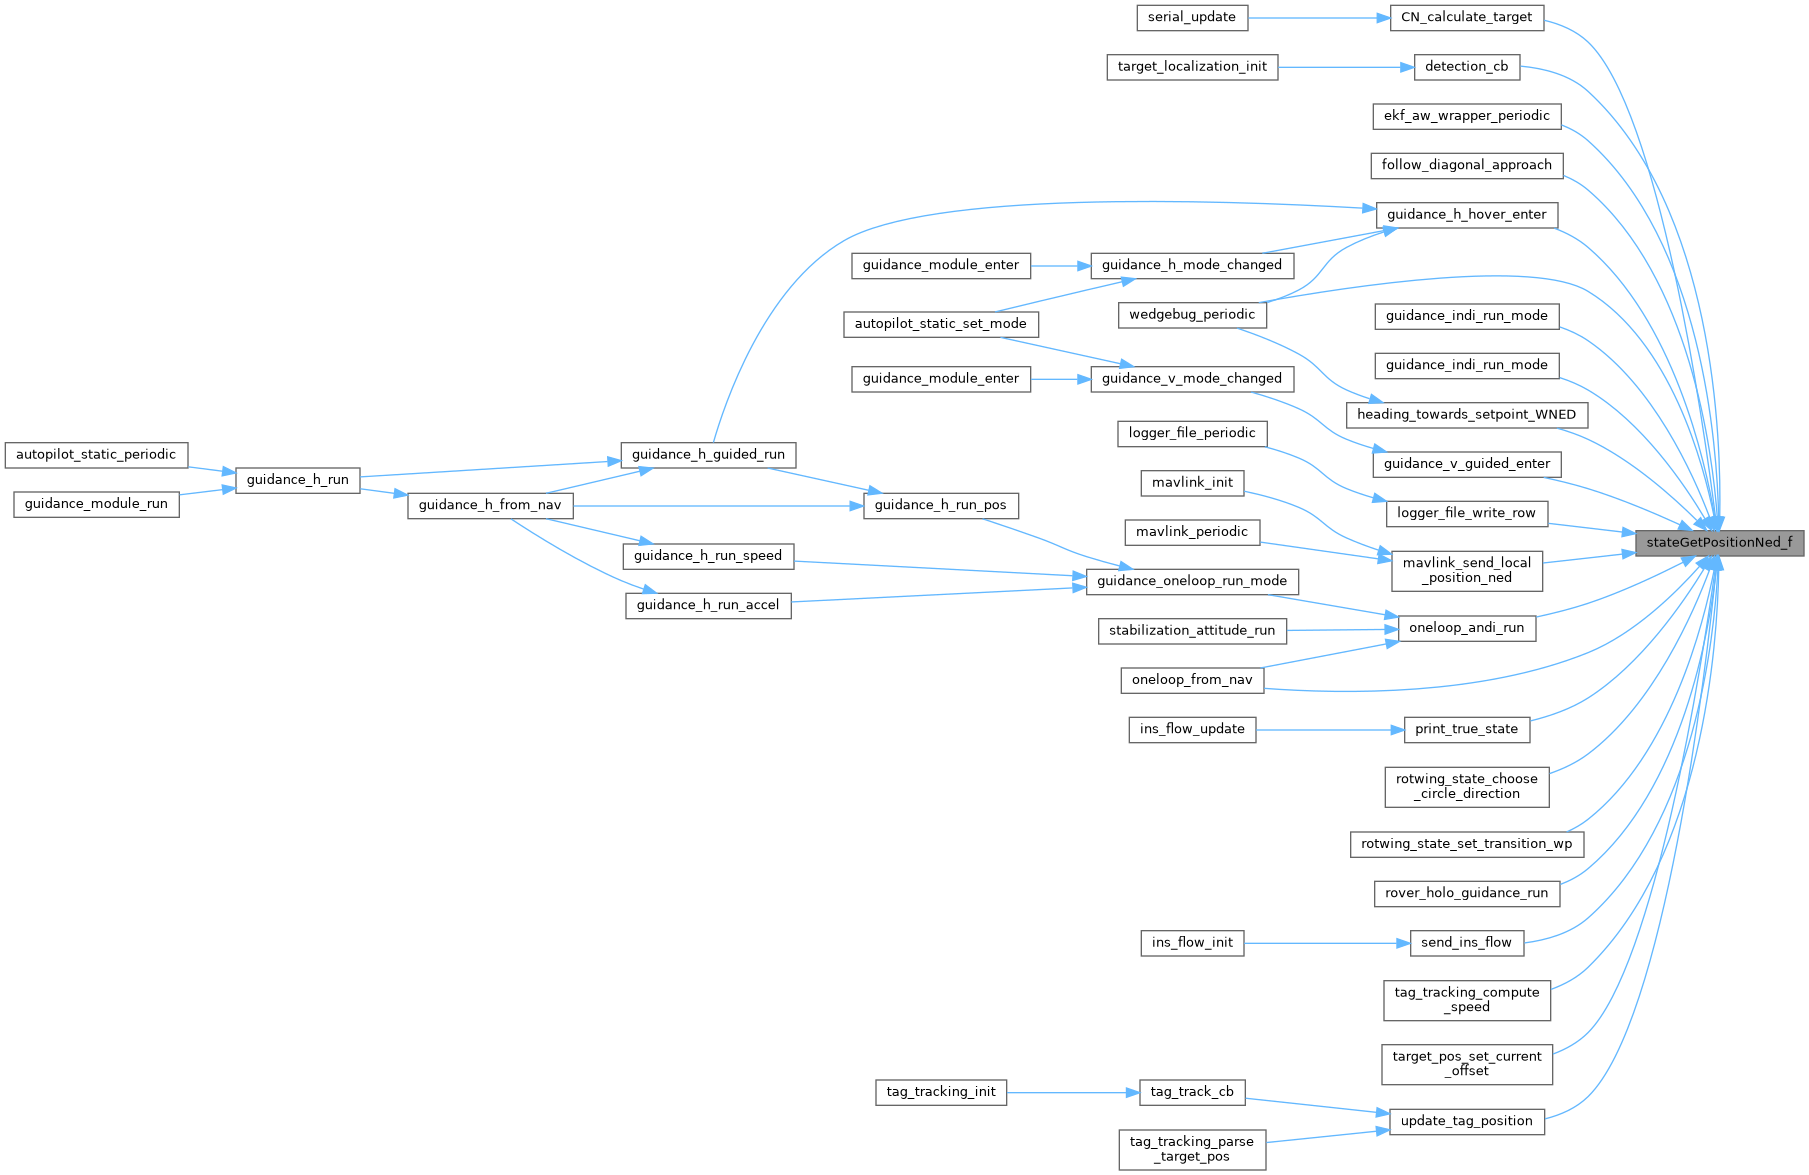 serial_update
CN_calculate_target
target_localization_init
detection_cb
ekf_aw_wrapper_periodic
follow_diagonal_approach
guidance_h_hover_enter
guidance_module_enter
guidance_h_mode_changed
wedgebug_periodic
guidance_indi_run_mode
autopilot_static_set_mode
guidance_indi_run_mode
guidance_module_enter
guidance_v_mode_changed
heading_towards_setpoint_WNED
logger_file_periodic
autopilot_static_periodic
guidance_h_guided_run
guidance_v_guided_enter
guidance_h_run
mavlink_init
guidance_module_run
guidance_h_from_nav
guidance_h_run_pos
logger_file_write_row
mavlink_periodic
stateGetPositionNed_f
guidance_h_run_speed
mavlink_send_local
_position_ned
guidance_oneloop_run_mode
guidance_h_run_accel
stabilization_attitude_run
oneloop_andi_run
oneloop_from_nav
ins_flow_update
print_true_state
rotwing_state_choose
_circle_direction
rotwing_state_set_transition_wp
rover_holo_guidance_run
ins_flow_init
send_ins_flow
tag_tracking_compute
_speed
target_pos_set_current
_offset
tag_tracking_init
tag_track_cb
update_tag_position
tag_tracking_parse
_target_pos